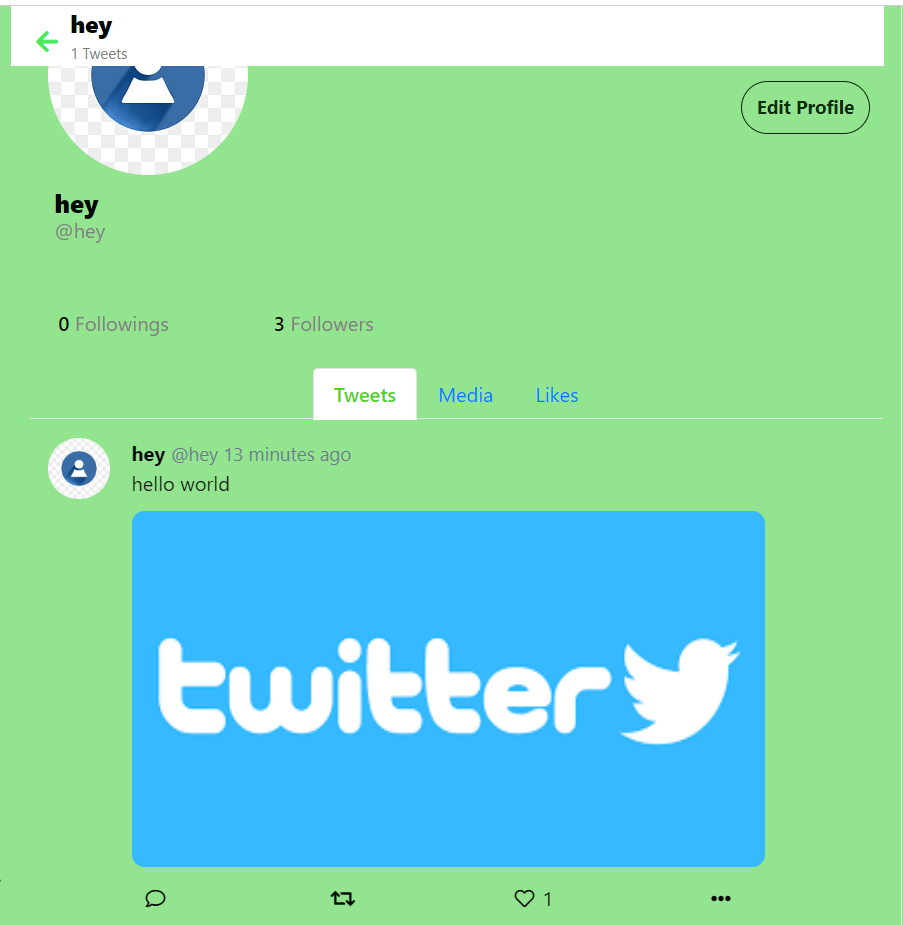 hey
1 Tweets
Edit Profile
hey
@hey
0 Followings 3 Followers
Tweets Media Likes
hey @hey 13 minutes ago
hello world
twitter
1